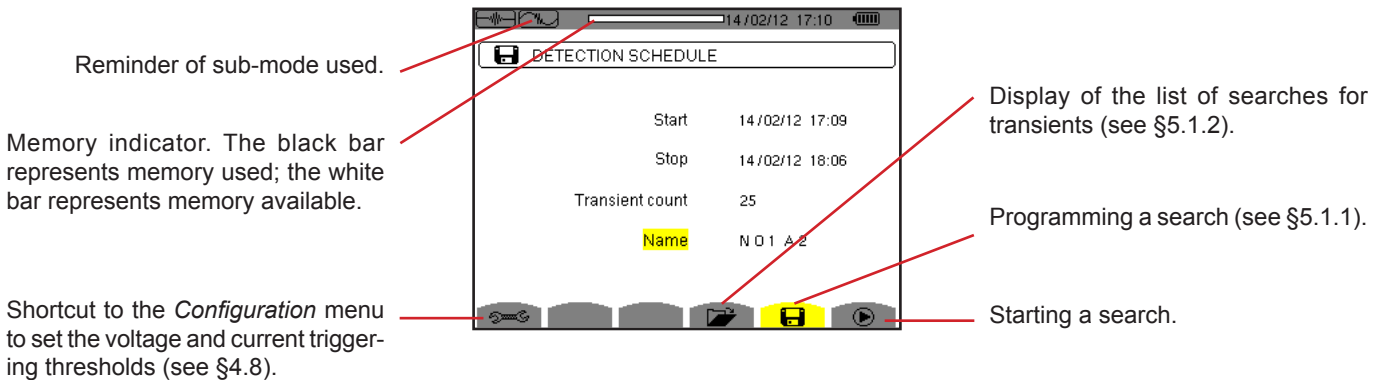 14/02/12 17:10
DETECTION SCHEDULE
Start 14/02/12 17:09
Stop 14/02/12 18:06
Transient count 25
Name N O 1 A 2
Reminder of sub-mode used.
Memory indicator. The black bar
represents memory used; the white
bar represents memory available.
Shortcut to the Configuration menu
to set the voltage and current trigger-
ing thresholds (see §4.8).
Display of the list of searches for
transients (see §5.1.2).
Programming a search (see §5.1.1).
Starting a search.